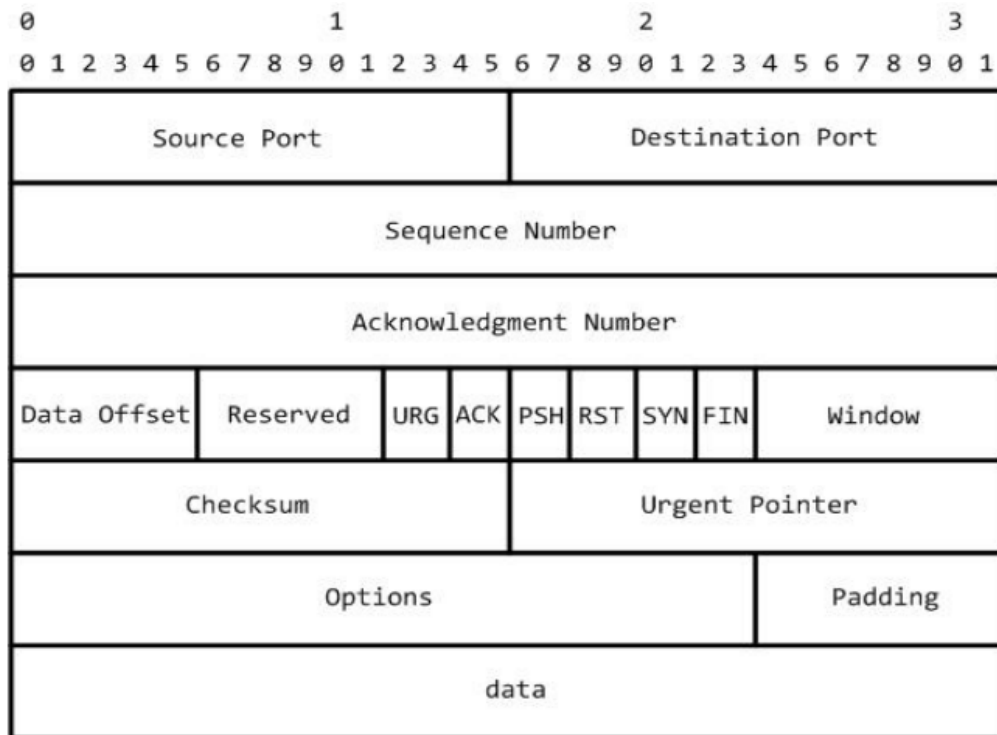 0 1 2 3
0 1 2 3 4 5 6 7 8 9 0 1 2 3 4 5 6 7 8 9 0 1 2 3 4 5 6 7 8 9 0 1
Source Port Destination Port
Sequence Number
Acknowledgment Number
Data Offset Reserved URG ACK PSH RST SYN FIN Window
Checksum Urgent Pointer
Options Padding
data